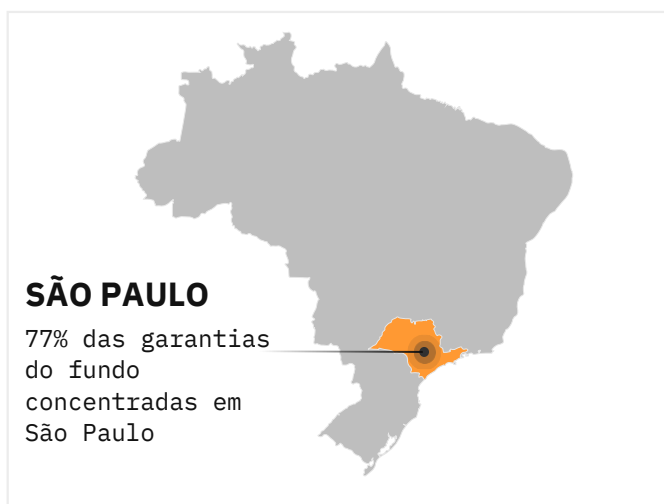 SÃO PAULO
77% das garantias
do fundo
concentradas em
São Paulo